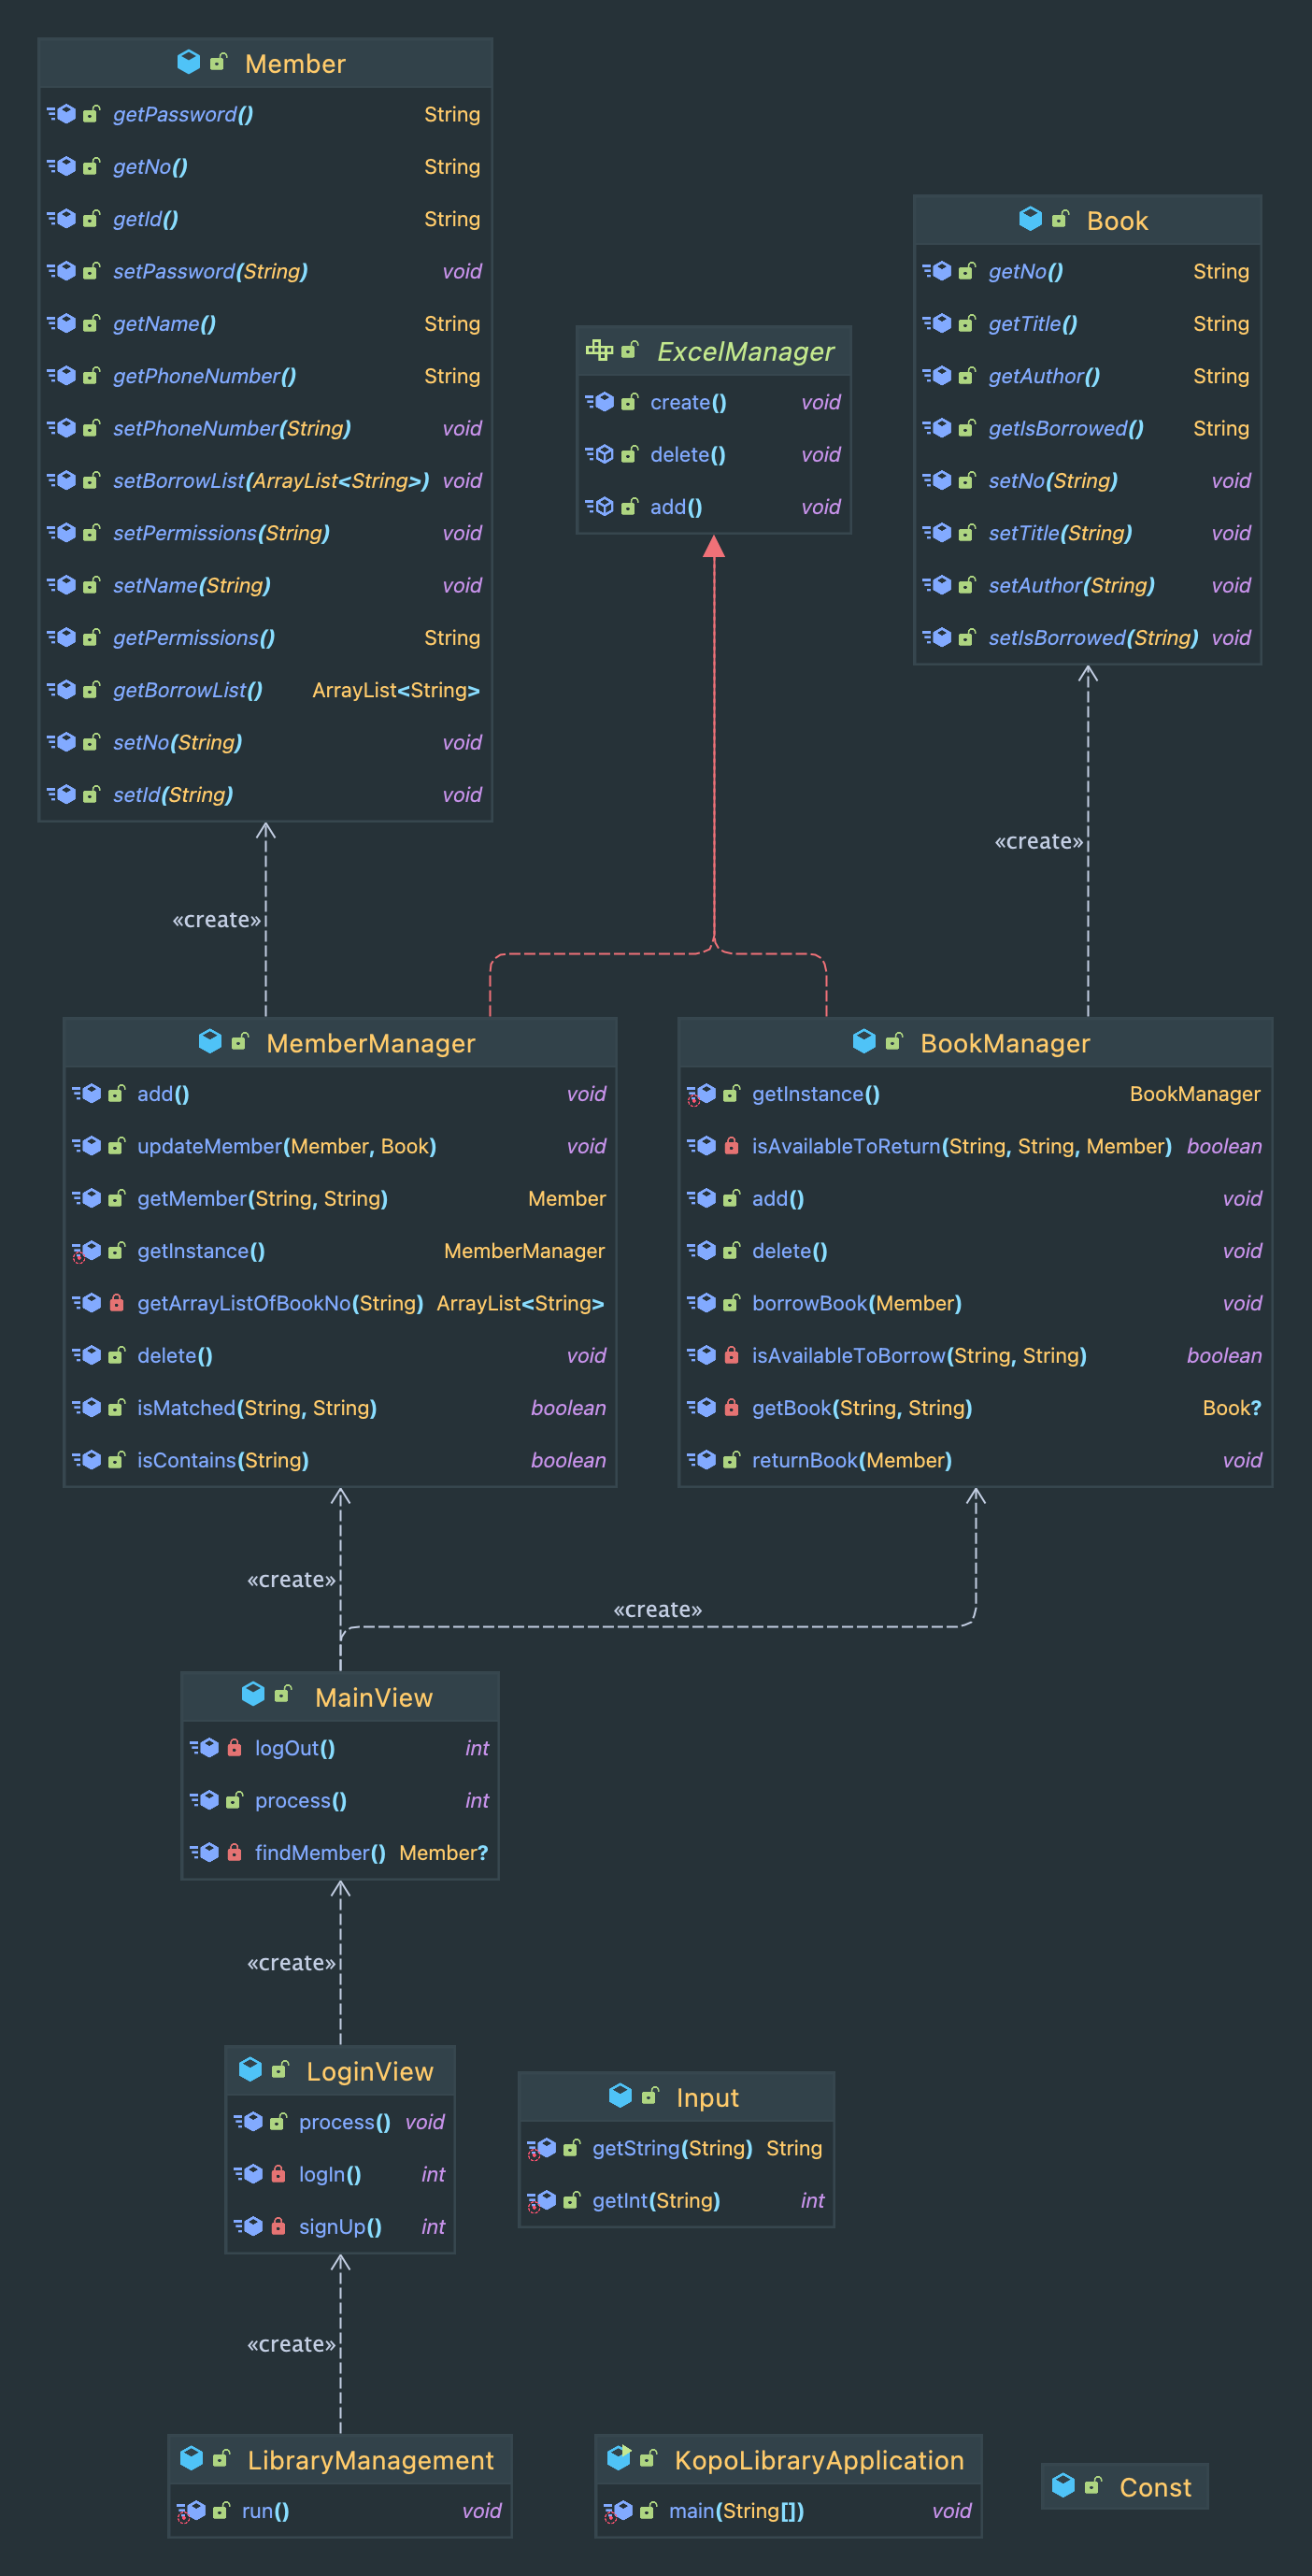 Member
getPassword() String
getNo() String
getId() String
setPassword(String) void
getName() String
getPhoneNumber() String
setPhoneNumber(String) void
setBorrowList(ArrayList<String>) void
setPermissions(String) void
setName(String) void
getPermissions() String
getBorrowList() ArrayList<String>
setNo(String) void
setId(String) void
Book
getNo() String
getTitle() String
getAuthor() String
getIsBorrowed() String
setNo(String) void
setTitle(String) void
setAuthor(String) void
setIsBorrowed(String) void
ExcelManager
create() void
delete() void
add() void
«create»
«create»
MemberManager
add() void
updateMember(Member, Book) void
getMember(String, String) Member
getInstance() MemberManager
getArrayListOfBookNo(String) ArrayList<String>
delete() void
isMatched(String, String) boolean
isContains(String) boolean
BookManager
getInstance() BookManager
isAvailableToReturn(String, String, Member) boolean
add() void
delete() void
borrowBook(Member) void
isAvailableToBorrow(String, String) boolean
getBook(String, String) Book?
returnBook(Member) void
«create»
«create»
MainView
logOut() int
process() int
findMember() Member?
«create»
LoginView
process() void
logIn() int
signUp() int
Input
getString(String) String
getInt(String) int
«create»
LibraryManagement
run() void
KopoLibraryApplication
main(String[]) void
Const